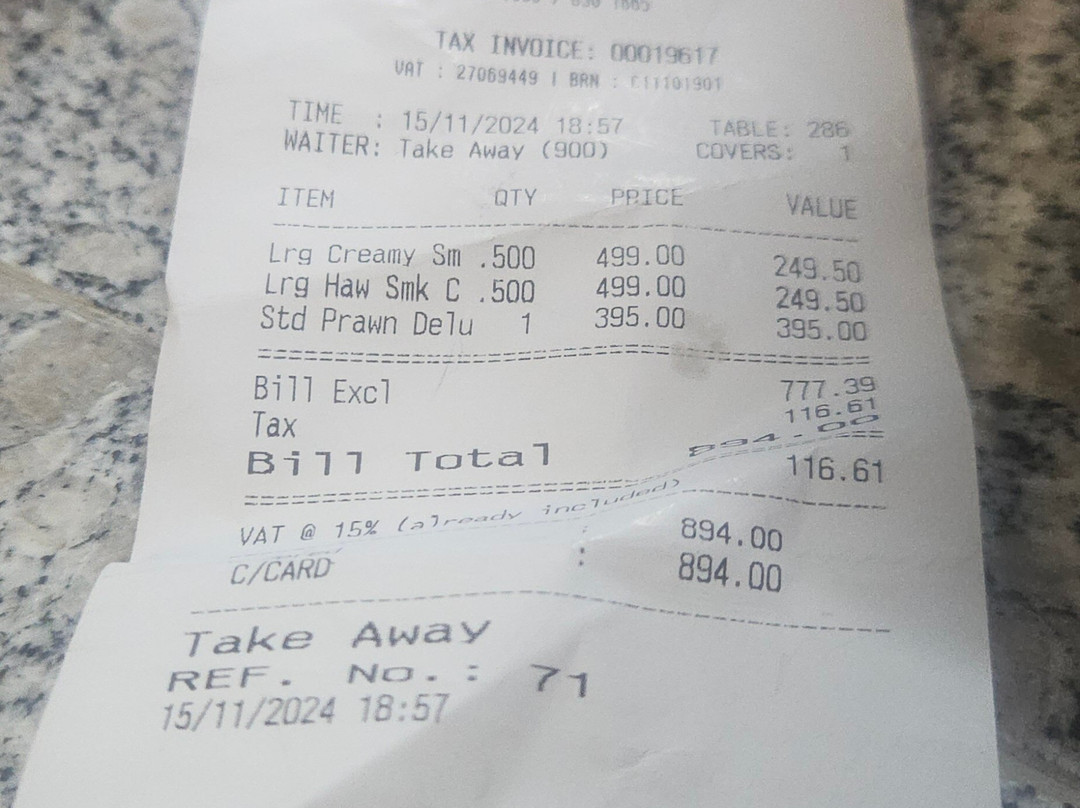 TAX INVOICE: 00019617
VAT : 27069449 | BRN : C11101901
TIME : 15/11/2024 18:57 TABLE: 286
WAITER: Take Away (900) COVERS: 1
ITEM QTY PRICE VALUE
Lrg Creamy Sm .500 499.00 249.50
Lrg Haw Smk C .500 499.00 249.50
Std Prawn Delu 1 395.00 395.00
Bill Excl 777.39
Tax 116.61
Bill Total 894.00
VAT @ 15% (already included) 116.61
C/CARD : 894.00
: 894.00
Take Away
REF. No.: 71
15/11/2024 18:57